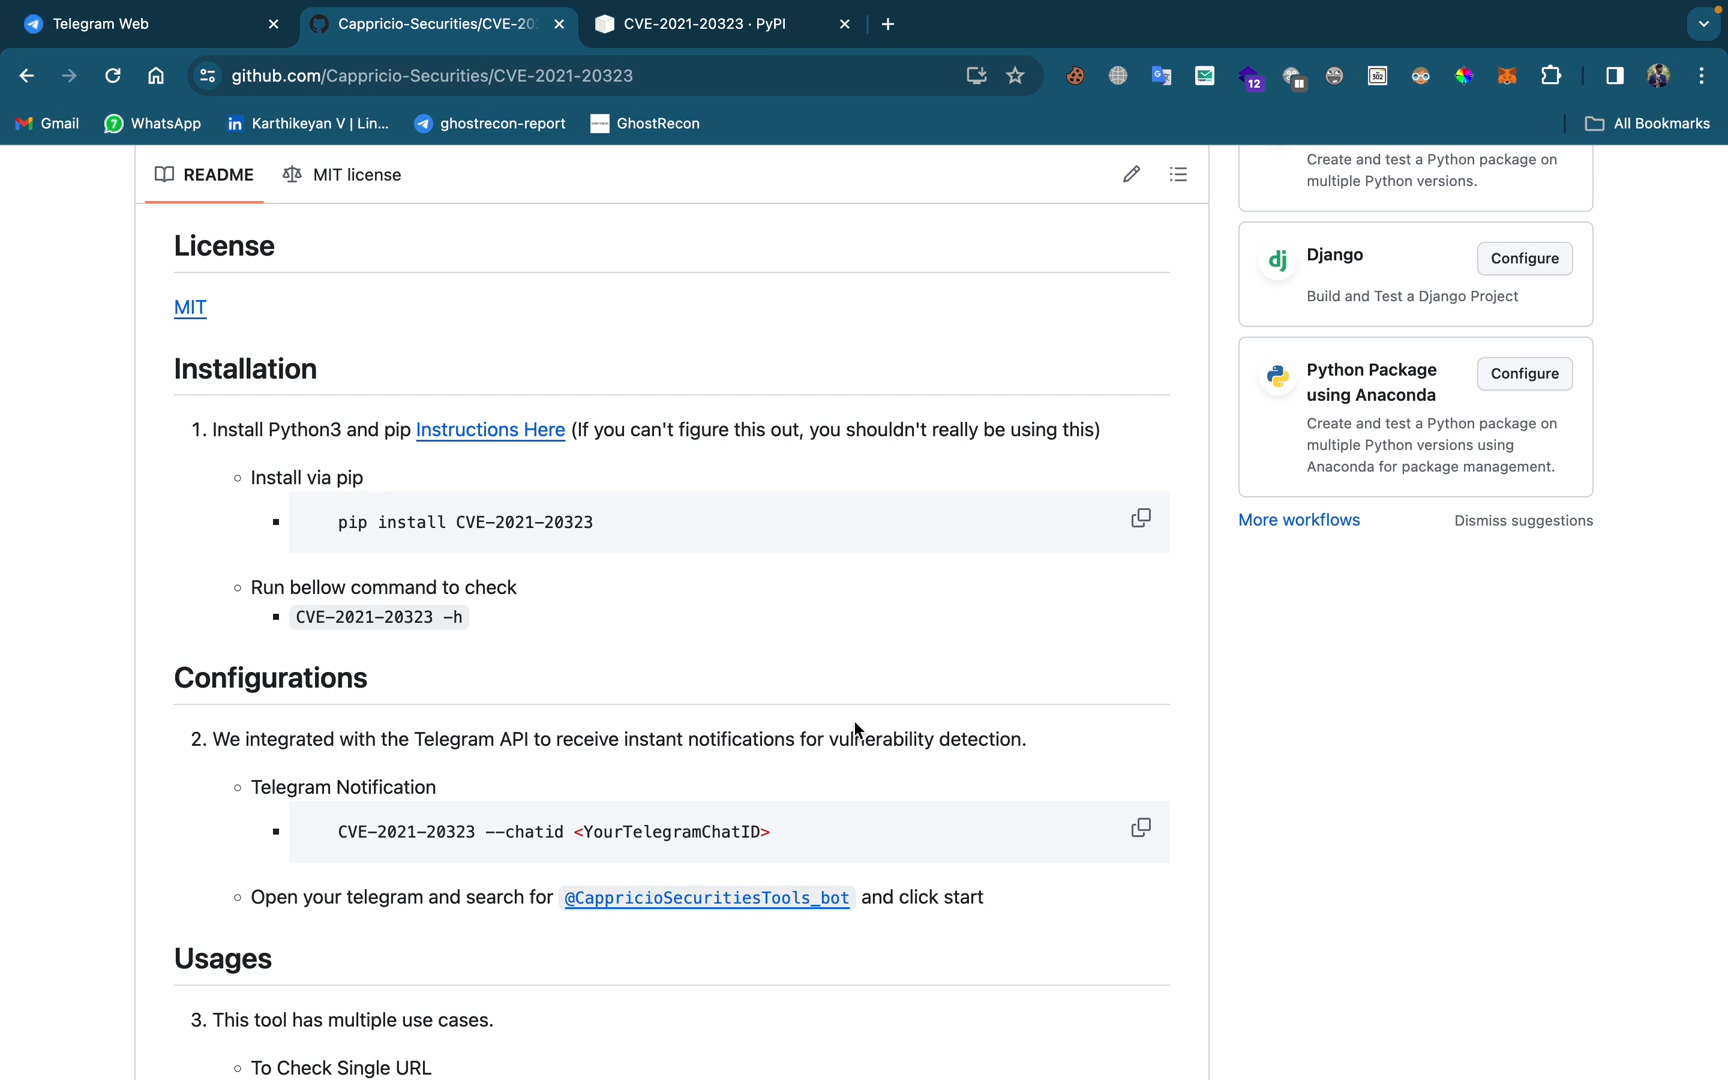 Telegram Web
Cappricio-Securities/CVE-20
CVE-2021-20323 · PyPI
github.com/Cappricio-Securities/CVE-2021-20323
12
302
Gmail
7
WhatsApp
in
Karthikeyan V | Lin...
ghostrecon-report
GhostRecon
All Bookmarks
README
MIT license
License
MIT
Installation
1. Install Python3 and pip Instructions Here (If you can't figure this out, you shouldn't really be using this)
Install via pip
pip install CVE-2021-20323
Run bellow command to check
CVE-2021-20323 -h
Configurations
2. We integrated with the Telegram API to receive instant notifications for vulnerability detection.
Telegram Notification
CVE-2021-20323 --chatid <YourTelegramChatID>
Open your telegram and search for @CappricioSecuritiesTools_bot and click start
Usages
3. This tool has multiple use cases.
To Check Single URL
Create and test a Python package on
multiple Python versions.
dj
Django
Configure
Build and Test a Django Project
Python Package
using Anaconda
Configure
Create and test a Python package on
multiple Python versions using
Anaconda for package management.
More workflows
Dismiss suggestions